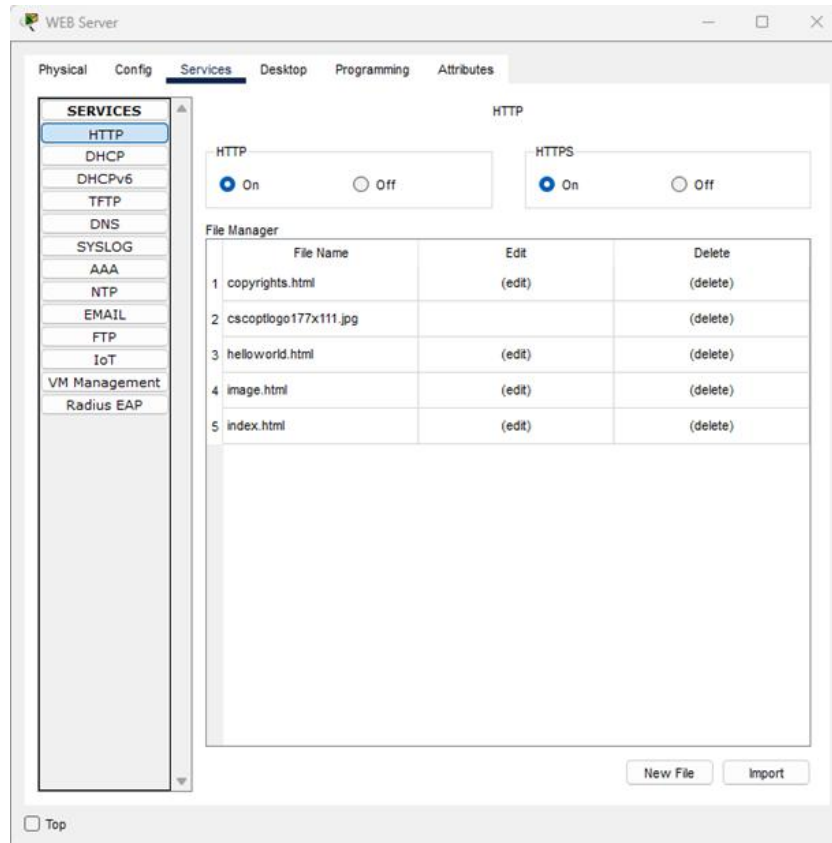 WEB Server
Physical Config Services Desktop Programming Attributes
SERVICES
HTTP
DHCP
DHCPv6
TFTP
DNS
SYSLOG
AAA
NTP
EMAIL
FTP
IoT
VM Management
Radius EAP
HTTP
HTTP
On Off
HTTPS
On Off
File Manager
File Name Edit Delete
1 copyrights.html (edit) (delete)
2 cscoptlogo177x111.jpg (delete)
3 helloworld.html (edit) (delete)
4 image.html (edit) (delete)
5 index.html (edit) (delete)
New File Import
Top